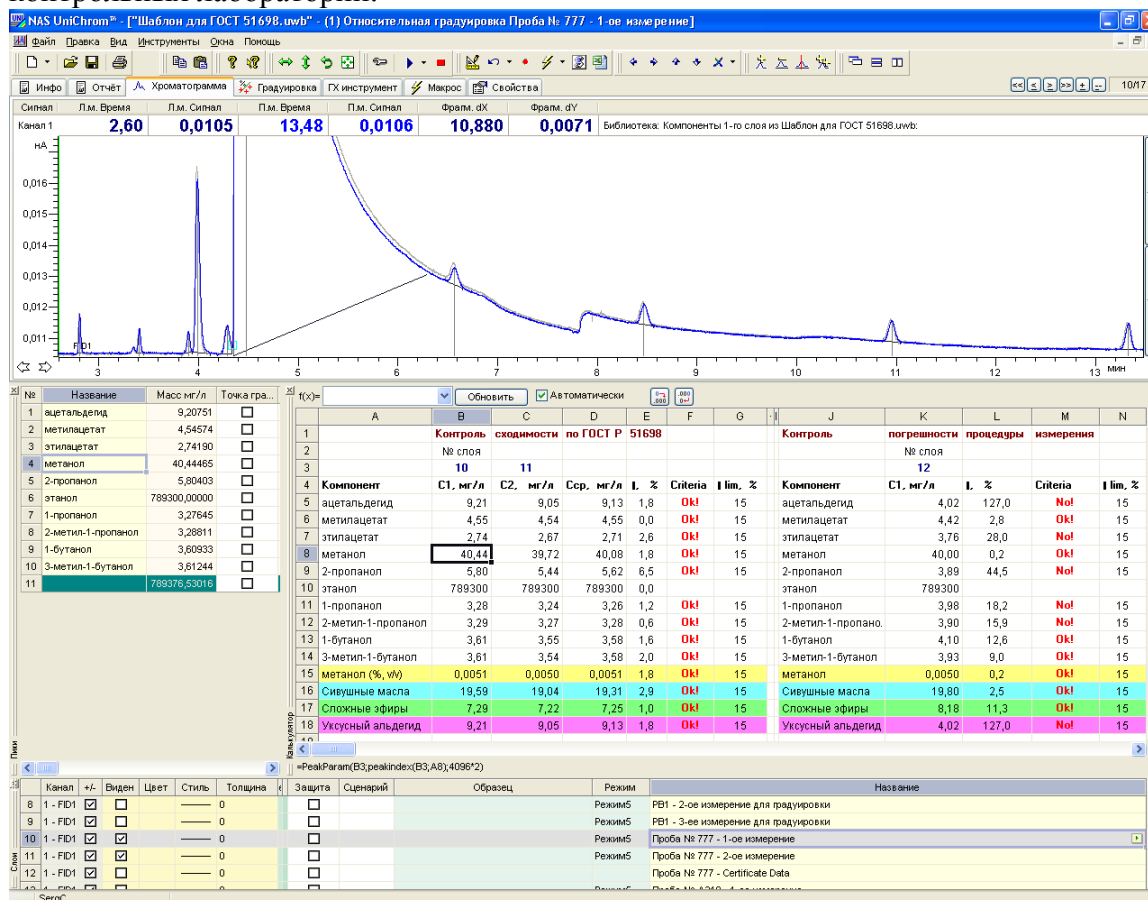 контрольных лабораторий.
NAS UniChrom™ - ["Шаблон для ГОСТ 51698.uwb" - (1) Относительная градуировка Проба № 777 - 1-ое измерение]
Файл Правка Вид Инструменты Окна Помощь
Инфо Отчёт Хроматограмма Градуировка ГХ инструмент Макрос Свойства << < > >> + -- 10/17
Сигнал Л.м. Время Л.м. Сигнал П.м. Время П.м. Сигнал Фрагм. dX Фрагм. dY
Канал 1 2,60 0,0105 13,48 0,0106 10,880 0,0071 Библиотека: Компоненты 1-го слоя из Шаблон для ГОСТ 51698.uwb:
нА
0,016
0,015
0,014
0,013
0,012
0,011
3 4 5 6 7 8 9 10 11 12 13 мин
№ Название Масс мг/л Точка гра...
1 ацетальдегид 9,20751
2 метилацетат 4,54574
3 этилацетат 2,74190
4 метанол 40,44465
5 2-пропанол 5,80403
6 этанол 789300,00000
7 1-пропанол 3,27645
8 2-метил-1-пропанол 3,28811
9 1-бутанол 3,60933
10 3-метил-1-бутанол 3,61244
11 789376,53016
Пики
f(x)= Обновить Автоматически
A B C D E F G J K L M N
1 Контроль сходимости по ГОСТ Р 51698 Контроль погрешности процедуры измерения
2 № слоя № слоя
3 10 11 12
4 Компонент C1, мг/л C2, мг/л Cср, мг/л I, % Criteria I lim, % Компонент C1, мг/л I, % Criteria I lim, %
5 ацетальдегид 9,21 9,05 9,13 1,8 Ok! 15 ацетальдегид 4,02 127,0 No! 15
6 метилацетат 4,55 4,54 4,55 0,0 Ok! 15 метилацетат 4,42 2,8 Ok! 15
7 этилацетат 2,74 2,67 2,71 2,6 Ok! 15 этилацетат 3,76 28,0 No! 15
8 метанол 40,44 39,72 40,08 1,8 Ok! 15 метанол 40,00 0,2 Ok! 15
9 2-пропанол 5,80 5,44 5,62 6,5 Ok! 15 2-пропанол 3,89 44,5 No! 15
10 этанол 789300 789300 789300 0,0 этанол 789300
11 1-пропанол 3,28 3,24 3,26 1,2 Ok! 15 1-пропанол 3,98 18,2 No! 15
12 2-метил-1-пропанол 3,29 3,27 3,28 0,6 Ok! 15 2-метил-1-пропано. 3,90 15,9 No! 15
13 1-бутанол 3,61 3,55 3,58 1,6 Ok! 15 1-бутанол 4,10 12,6 Ok! 15
14 3-метил-1-бутанол 3,61 3,54 3,58 2,0 Ok! 15 3-метил-1-бутанол 3,93 9,0 Ok! 15
15 метанол (%, v/v) 0,0051 0,0050 0,0051 1,8 Ok! 15 метанол 0,0050 0,2 Ok! 15
16 Сивушные масла 19,59 19,04 19,31 2,9 Ok! 15 Сивушные масла 19,80 2,5 Ok! 15
17 Сложные эфиры 7,29 7,22 7,25 1,0 Ok! 15 Сложные эфиры 8,18 11,3 Ok! 15
18 Уксусный альдегид 9,21 9,05 9,13 1,8 Ok! 15 Уксусный альдегид 4,02 127,0 No! 15
Калькулятор
=PeakParam(B3;peakindex(B3;A8);4096*2)
Канал +/- Виден Цвет Стиль Толщина Защита Сценарий Образец Режим Название
8 1 - FID1 0 Режим5 РВ1 - 2-ое измерение для градуировки
9 1 - FID1 0 Режим5 РВ1 - 3-ее измерение для градуировки
10 1 - FID1 0 Режим5 Проба № 777 - 1-ое измерение
11 1 - FID1 0 Режим5 Проба № 777 - 2-ое измерение
12 1 - FID1 0 Проба № 777 - Certificate Data
Слои
SergC